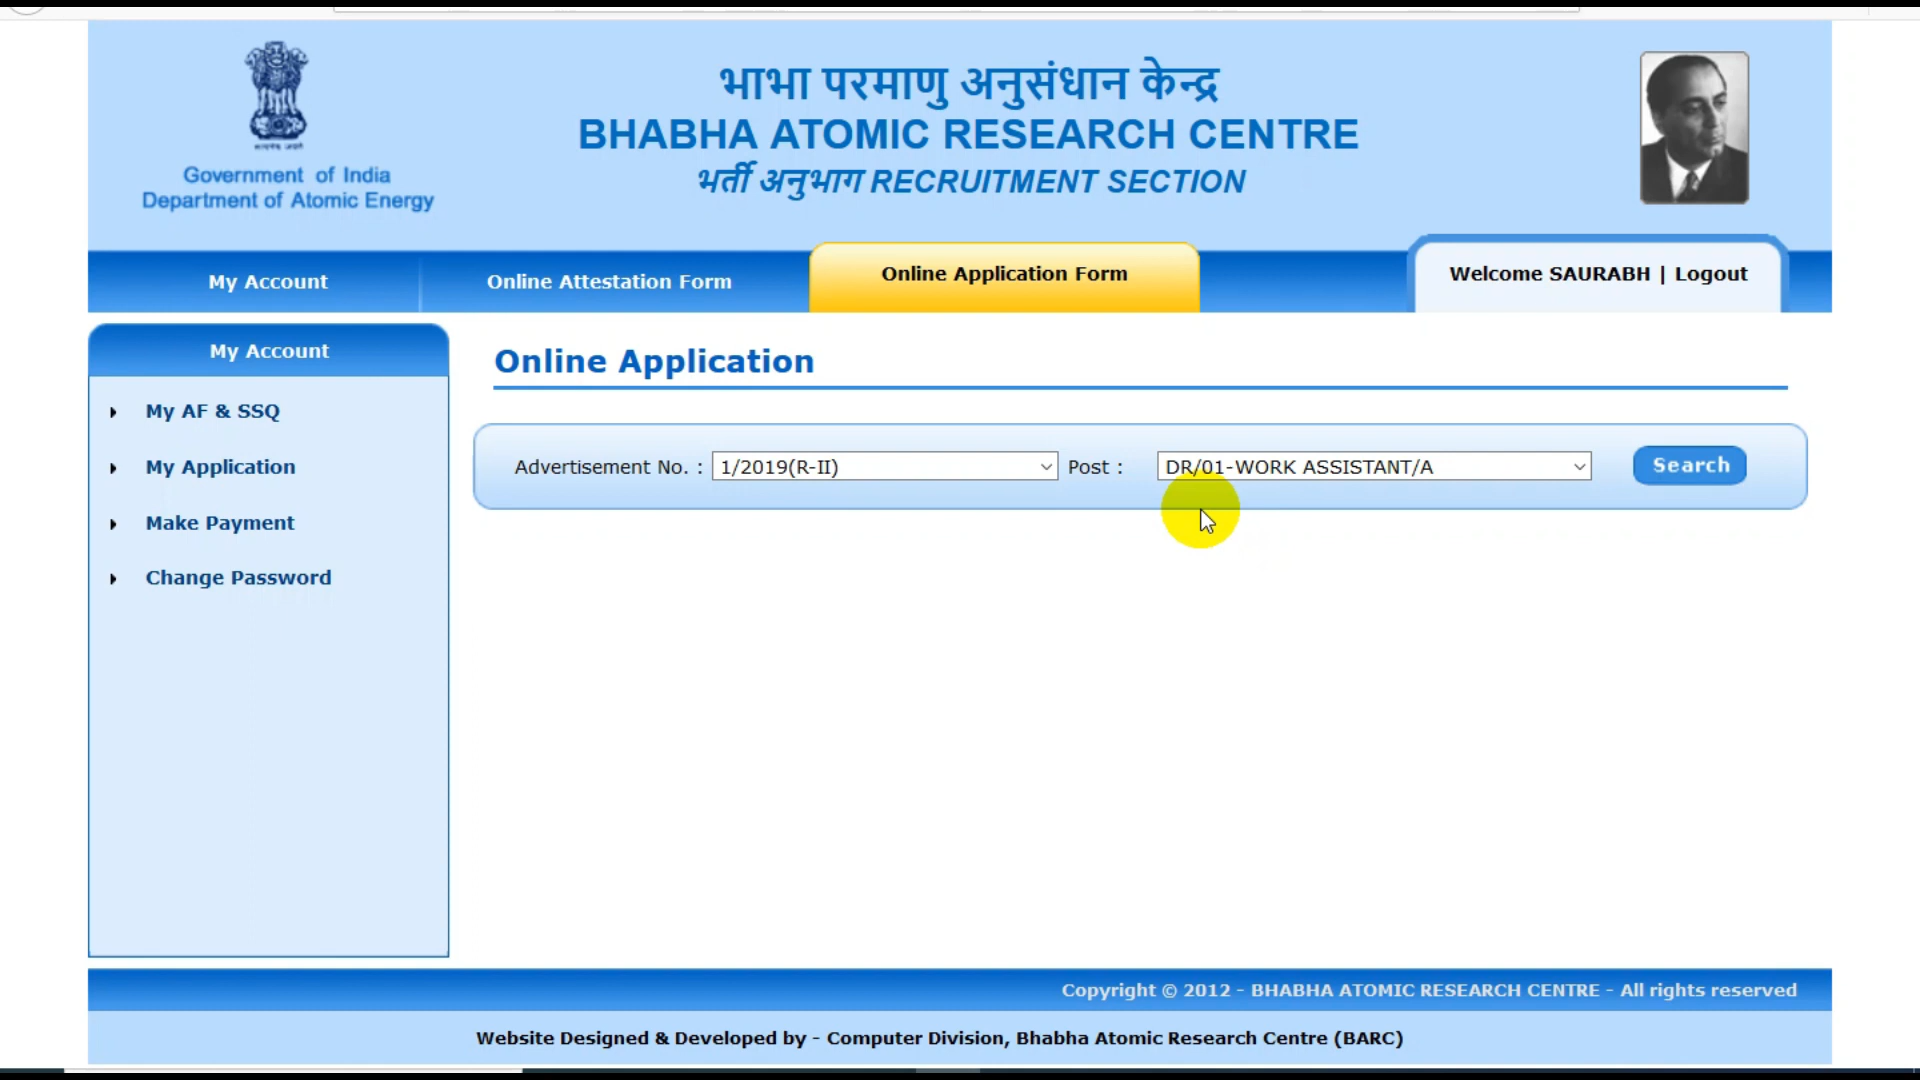 भाभा परमाणु अनुसंधान केन्द्र
BHABHA ATOMIC RESEARCH CENTRE
भर्ती अनुभाग RECRUITMENT SECTION
Government of India
Department of Atomic Energy
My Account
Online Attestation Form
Online Application Form
Welcome SAURABH | Logout
My Account
My AF & SSQ
My Application
Make Payment
Change Password
Online Application
Advertisement No. : 1/2019(R-II) Post : DR/01-WORK ASSISTANT/A Search
Copyright © 2012 - BHABHA ATOMIC RESEARCH CENTRE - All rights reserved
Website Designed & Developed by - Computer Division, Bhabha Atomic Research Centre (BARC)